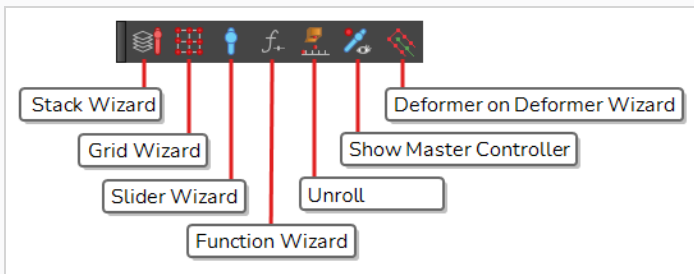 Stack Wizard
Deformer on Deformer Wizard
Grid Wizard
Show Master Controller
Slider Wizard
Unroll
Function Wizard